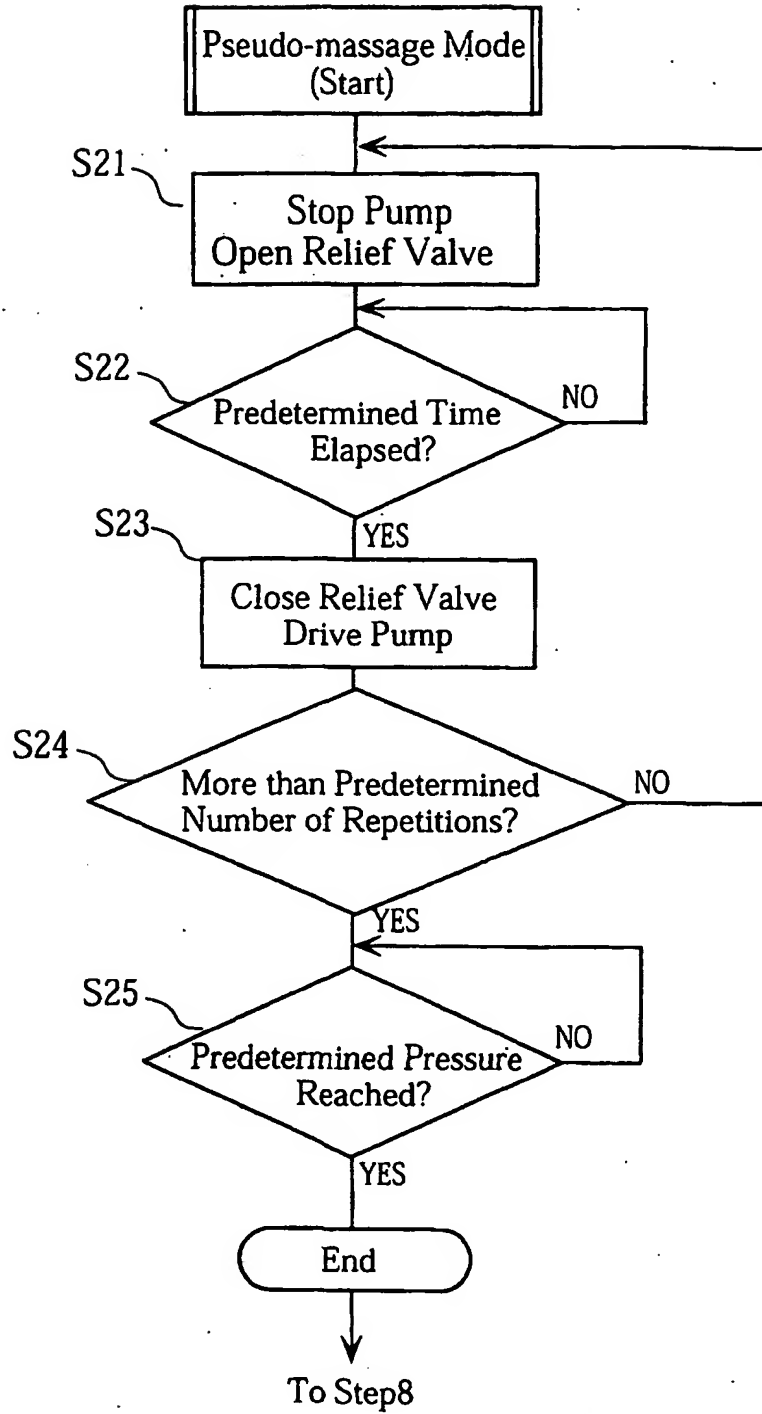 Pseudo-massage Mode
(Start)
S21
Stop Pump
Open Relief Valve
S22
Predetermined Time
Elapsed?
NO
YES
S23
Close Relief Valve
Drive Pump
S24
More than Predetermined
Number of Repetitions?
NO
YES
S25
Predetermined Pressure
Reached?
NO
YES
End
To Step8